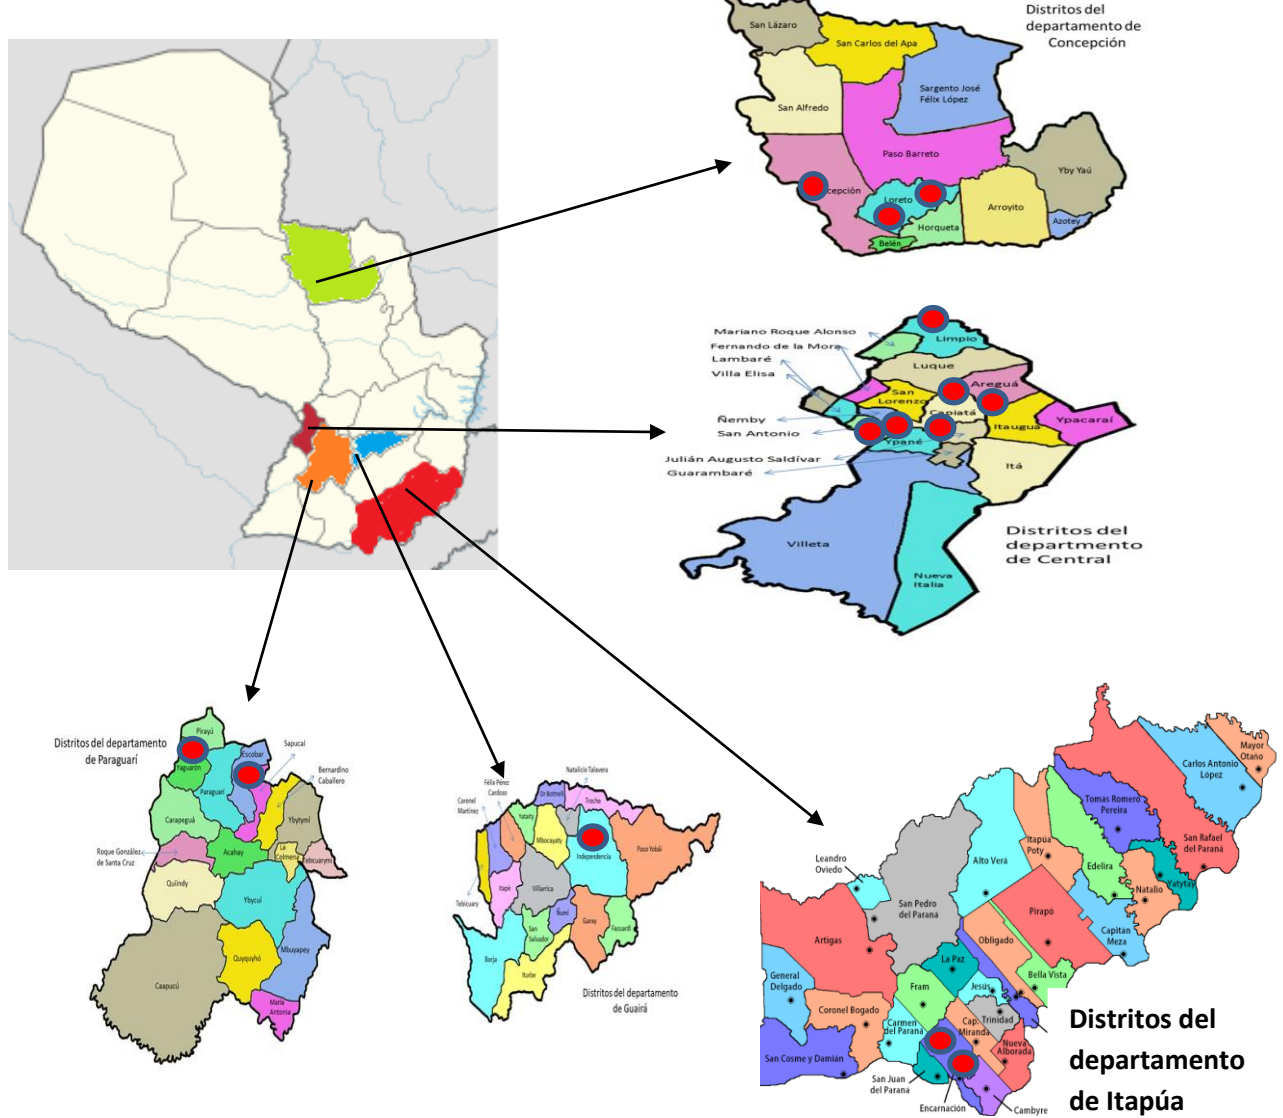 Distritos del
departamento de
Concepción
San Lázaro
San Carlos del Apa
Sargento José
Félix López
San Alfredo
Paso Barreto
Yby Yaú
cepción
Loreto
Arroyito
Azotey
Horqueta
Belén
Mariano Roque Alonso
Fernando de la Mora
Lambaré
Villa Elisa
Limpio
Luque
Areguá
San
Lorenzo
Capiatá
Itaugua
Ypacaraí
Ñemby
San Antonio
Ypané
Julián Augusto Saldívar
Guarambaré
Itá
Villeta
Nueva
Italia
Distritos del
departmento
de Central
Distritos del departamento
de Paraguarí
Pirayú
Yaguarón
Escobar
Sapucai
Bernardino
Caballero
Paraguarí
Carapeguá
Ybytymí
Roque González
de Santa Cruz
Acahay
La
Colmena
Tebicuarymí
Quiindy
Ybycuí
Mbuyapey
Quyquyhó
Caapucú
María
Antonia
Natalicio Talavera
Félix Pérez
Cardozo
Coronel
Martínez
Dr Bottrell
Troche
Yataity
Mbocayaty
Independencia
Paso Yobái
Itapé
Villarrica
Tebicuary
Ñumí
Garay
Fassardi
San
Salvador
Borja
Iturbe
Distritos del departamento
de Guairá
Mayor
Otano
Carlos Antonio
López
Tomás Romero
Pereira
San Rafael
del Paraná
Itapúa
Poty
Alto Verá
Edelira
Yatytay
Natalio
Leandro
Oviedo
San Pedro
del Paraná
Pirapó
Capitán
Meza
Artigas
Obligado
La Paz
Bella Vista
General
Delgado
Fram
Jesús
Coronel Bogado
Carmen
del Paraná
Cap.
Miranda
Trinidad
Nueva
Alborada
San Cosme y Damián
San Juan
del Paraná
Encarnación
Cambyre
Distritos del
departamento
de Itapúa